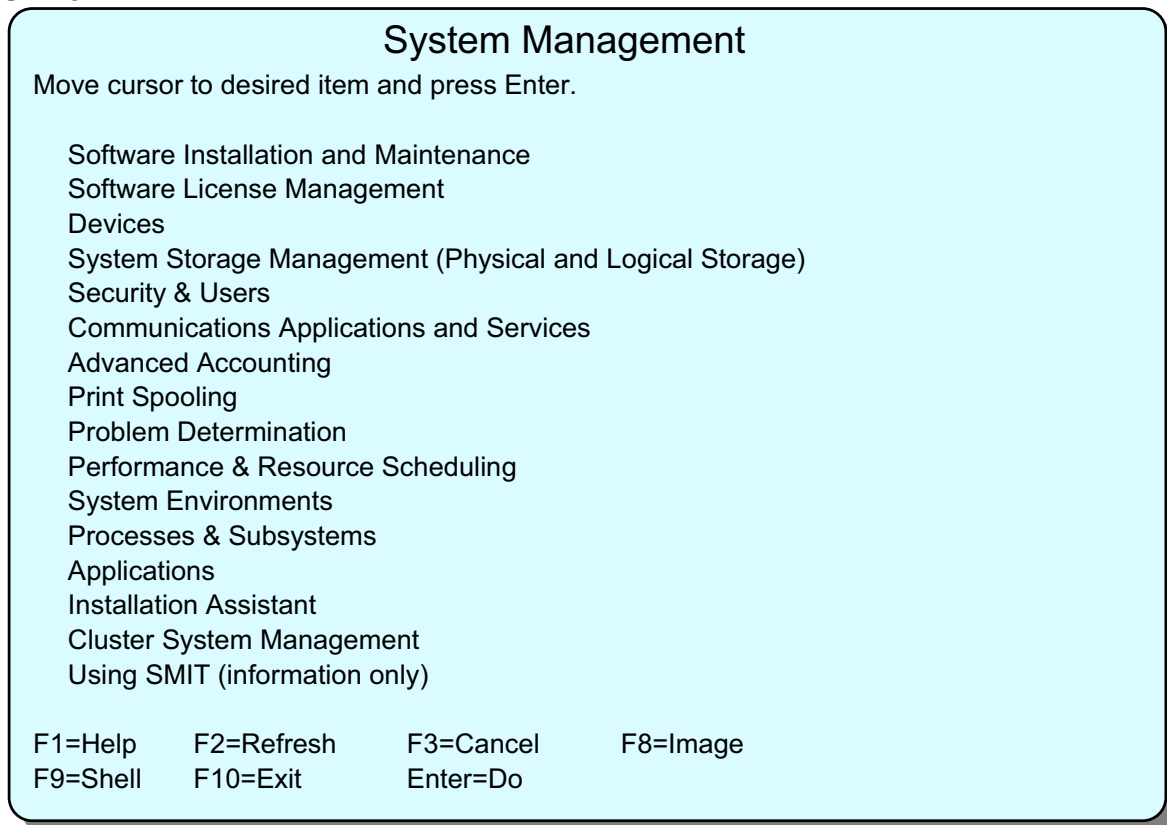 System Management
Move cursor to desired item and press Enter.
Software Installation and Maintenance
Software License Management
Devices
System Storage Management (Physical and Logical Storage)
Security & Users
Communications Applications and Services
Advanced Accounting
Print Spooling
Problem Determination
Performance & Resource Scheduling
System Environments
Processes & Subsystems
Applications
Installation Assistant
Cluster System Management
Using SMIT (information only)
F1=Help F2=Refresh F3=Cancel F8=Image
F9=Shell F10=Exit Enter=Do